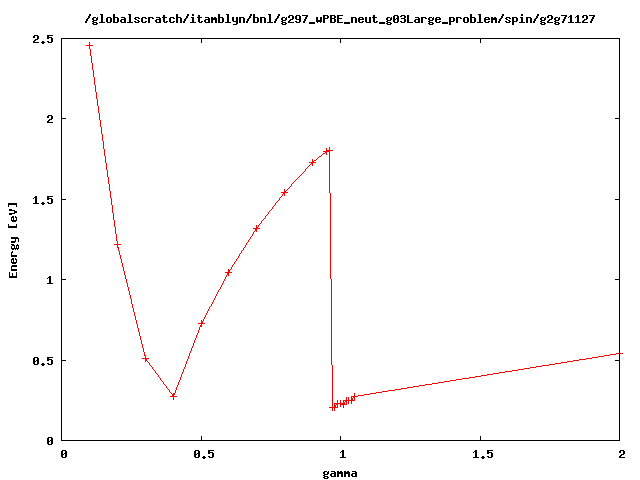 /globalscratch/itamblyn/bnl/g297_wPBE_neut_g03Large_problem/spin/g2g71127
2.5
2
1.5
1
0.5
0
Energy [eV]
0 0.5 1 1.5 2
gamma